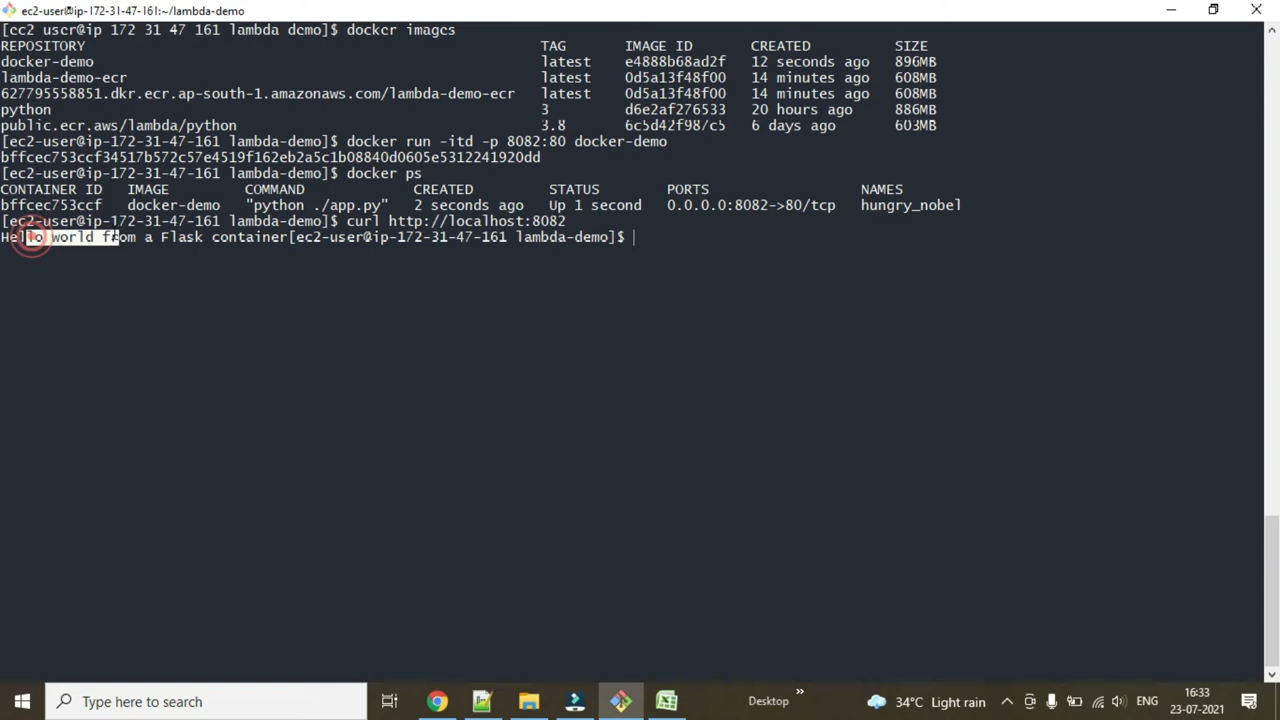 ec2-user@ip-172-31-47-161:~/lambda-demo
[ec2 user@ip 172 31 47 161 lambda demo]$ docker images
REPOSITORY TAG IMAGE ID CREATED SIZE
docker-demo latest e4888b68ad2f 12 seconds ago 896MB
lambda-demo-ecr latest 0d5a13f48f00 14 minutes ago 608MB
627795558851.dkr.ecr.ap-south-1.amazonaws.com/lambda-demo-ecr latest 0d5a13f48f00 14 minutes ago 608MB
python 3 d6e2af276533 20 hours ago 886MB
public.ecr.aws/lambda/python 3.8 6c5d42f98/c5 6 days ago 603MB
[ec2-user@ip-172-31-47-161 lambda-demo]$ docker run -itd -p 8082:80 docker-demo
bffcec753ccf34517b572c57e4519f162eb2a5c1b08840d0605e5312241920dd
[ec2-user@ip-172-31-47-161 lambda-demo]$ docker ps
CONTAINER ID IMAGE COMMAND CREATED STATUS PORTS NAMES
bffcec753ccf docker-demo "python ./app.py" 2 seconds ago Up 1 second 0.0.0.0:8082->80/tcp hungry_nobel
[ec2-user@ip-172-31-47-161 lambda-demo]$ curl http://localhost:8082
Hello world from a Flask container[ec2-user@ip-172-31-47-161 lambda-demo]$
Type here to search
Desktop
34°C Light rain
ENG
16:33
23-07-2021